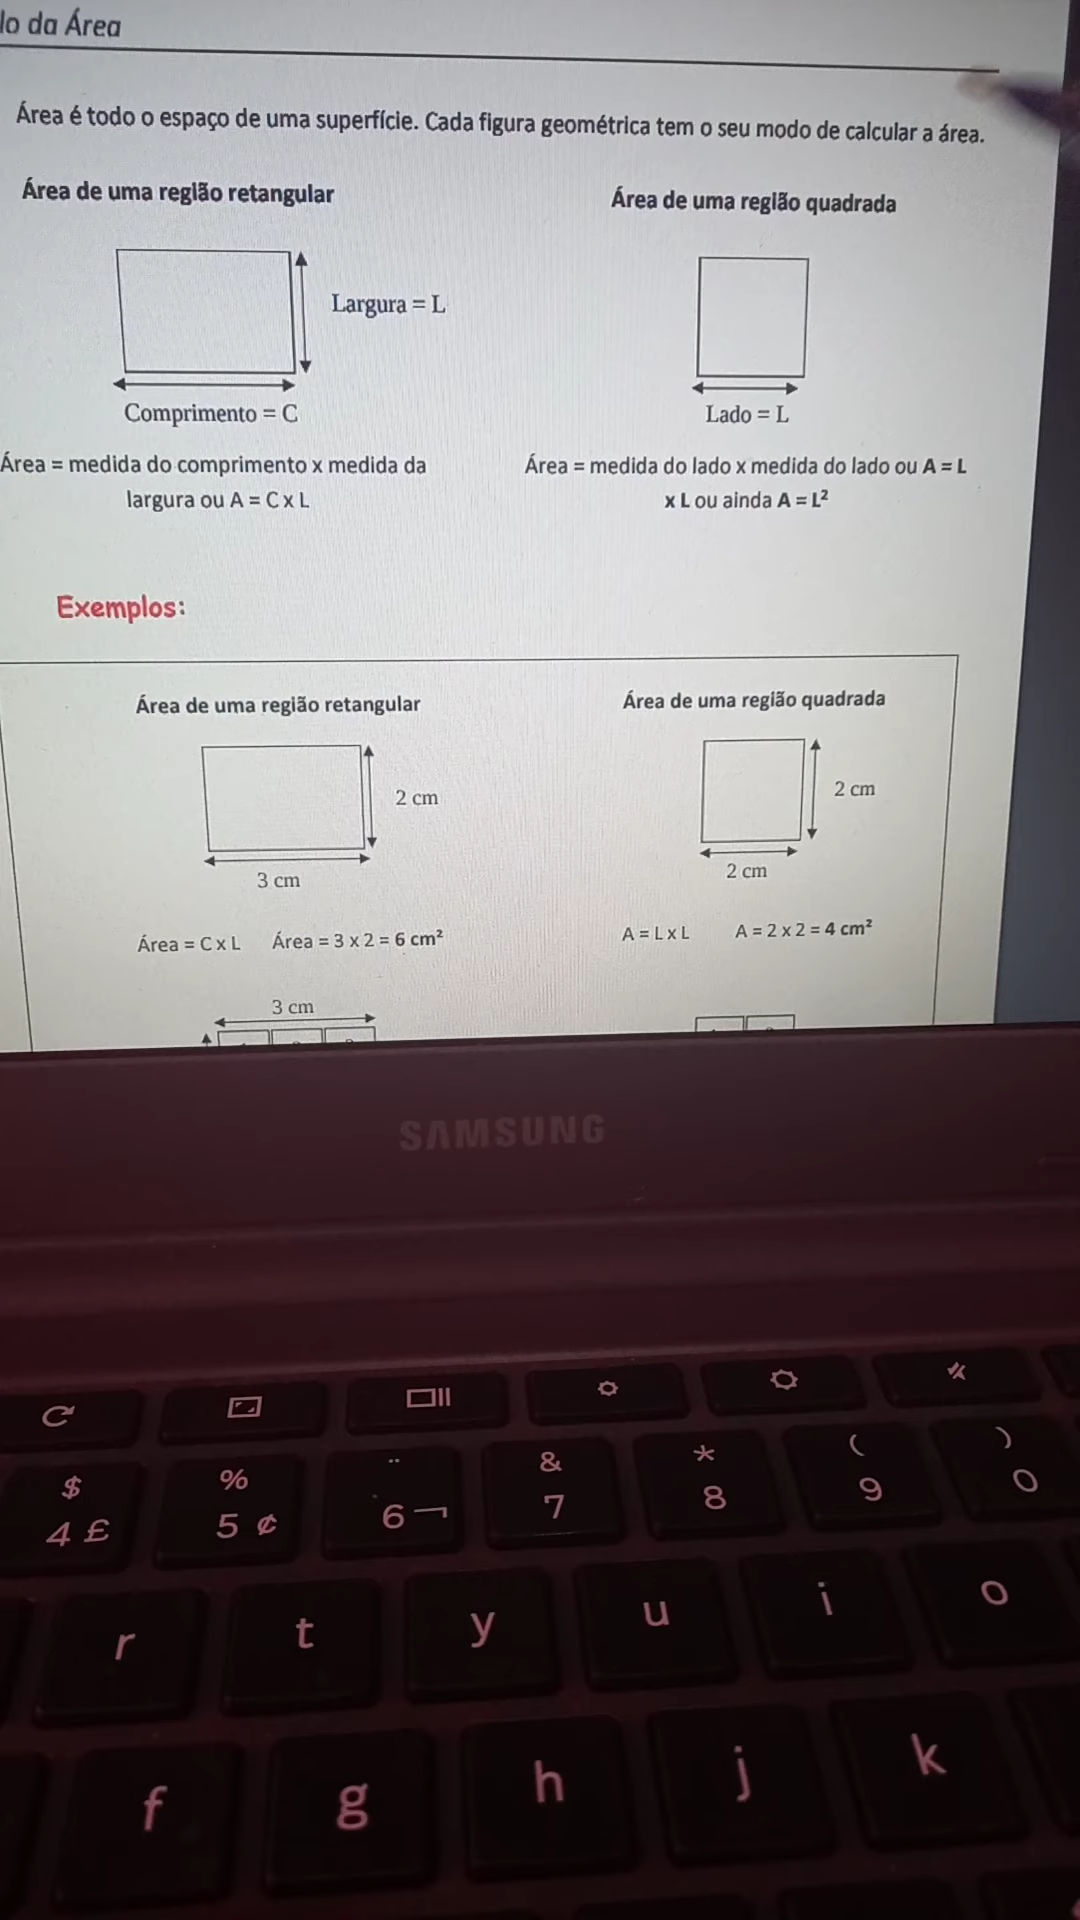 lo da Área
Área é todo o espaço de uma superfície. Cada figura geométrica tem o seu modo de calcular a área.
Área de uma região retangular
Área de uma região quadrada
Largura = L
Comprimento = C
Lado = L
Área = medida do comprimento x medida da
largura ou A = C x L
Área = medida do lado x medida do lado ou A = L
x L ou ainda A = L²
Exemplos:
Área de uma região retangular
Área de uma região quadrada
2 cm
3 cm
2 cm
2 cm
Área = C x L Área = 3 x 2 = 6 cm²
A = L x L A = 2 x 2 = 4 cm²
3 cm
SAMSUNG
$ % ¨ & * ( )
4 £ 5 ¢ 6 ¬ 7 8 9 0
r t y u i o
f g h j k